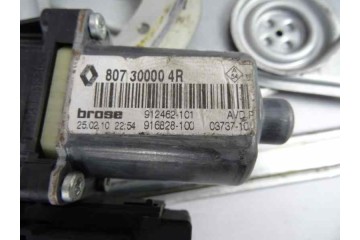 807 30000 4R
brose 912462-101 AVD P
25.02.10 22:54 916828-100 03737-10